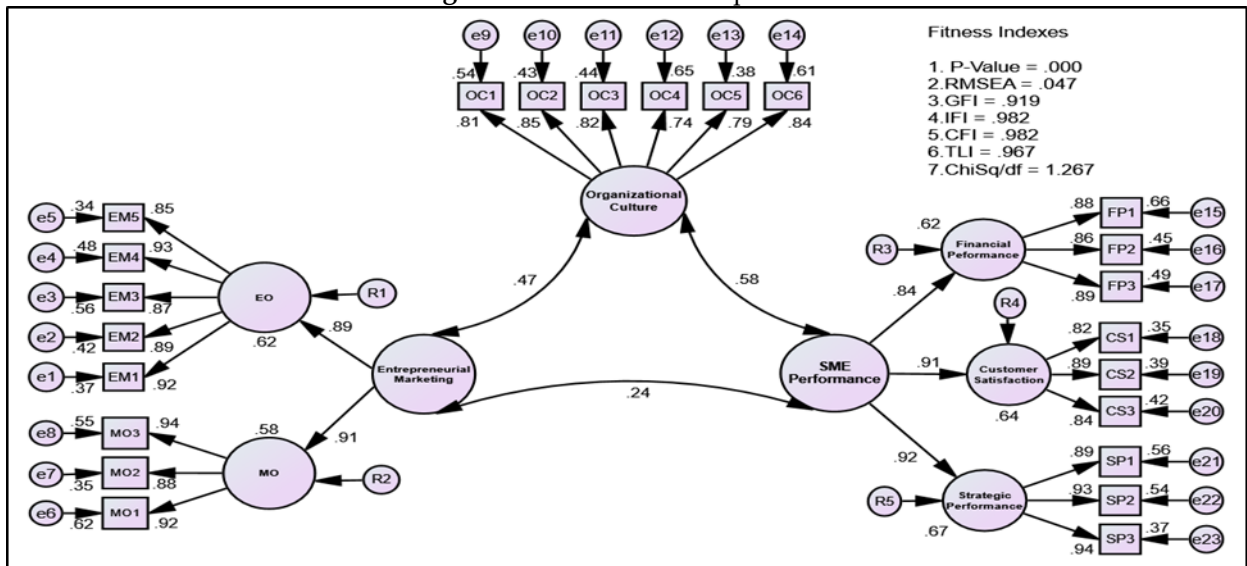 e9 e10 e11 e12 e13 e14
.54 .43 .44 .65 .38 .61
OC1 OC2 OC3 OC4 OC5 OC6
.81 .85 .82 .74 .79 .84
Organizational
Culture
Fitness Indexes
1. P-Value = .000
2.RMSEA = .047
3.GFI = .919
4.IFI = .982
5.CFI = .982
6.TLI = .967
7.ChiSq/df = 1.267
e5 .34 EM5 .85
e4 .48 EM4 .93
e3 .56 EM3 .87
e2 .42 EM2 .89
e1 .37 EM1 .92
EO
.62
R1
.89
.47
.58
Entrepreneurial
Marketing
.24
SME
Performance
.91
.58
MO
R2
e8 .55 MO3 .94
e7 .35 MO2 .88
e6 .62 MO1 .92
.84
.62
R3
Financial
Peformance
.88 FP1 .66 e15
.86 FP2 .45 e16
.89 FP3 .49 e17
R4
.91
Customer
Satisfaction
.64
.82 CS1 .35 e18
.89 CS2 .39 e19
.84 CS3 .42 e20
.92
R5
Strategic
Performance
.67
.89 SP1 .56 e21
.93 SP2 .54 e22
.94 SP3 .37 e23